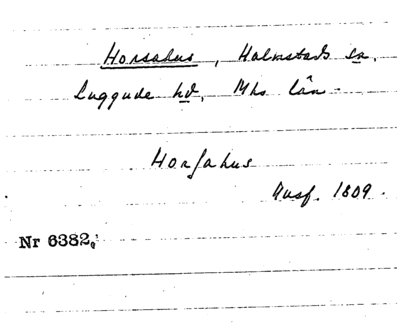 Horsahus, Halmstads sn,
Luggude hd, Mhs län
Horſahus
Ausf. 1809.
Nr 6382,